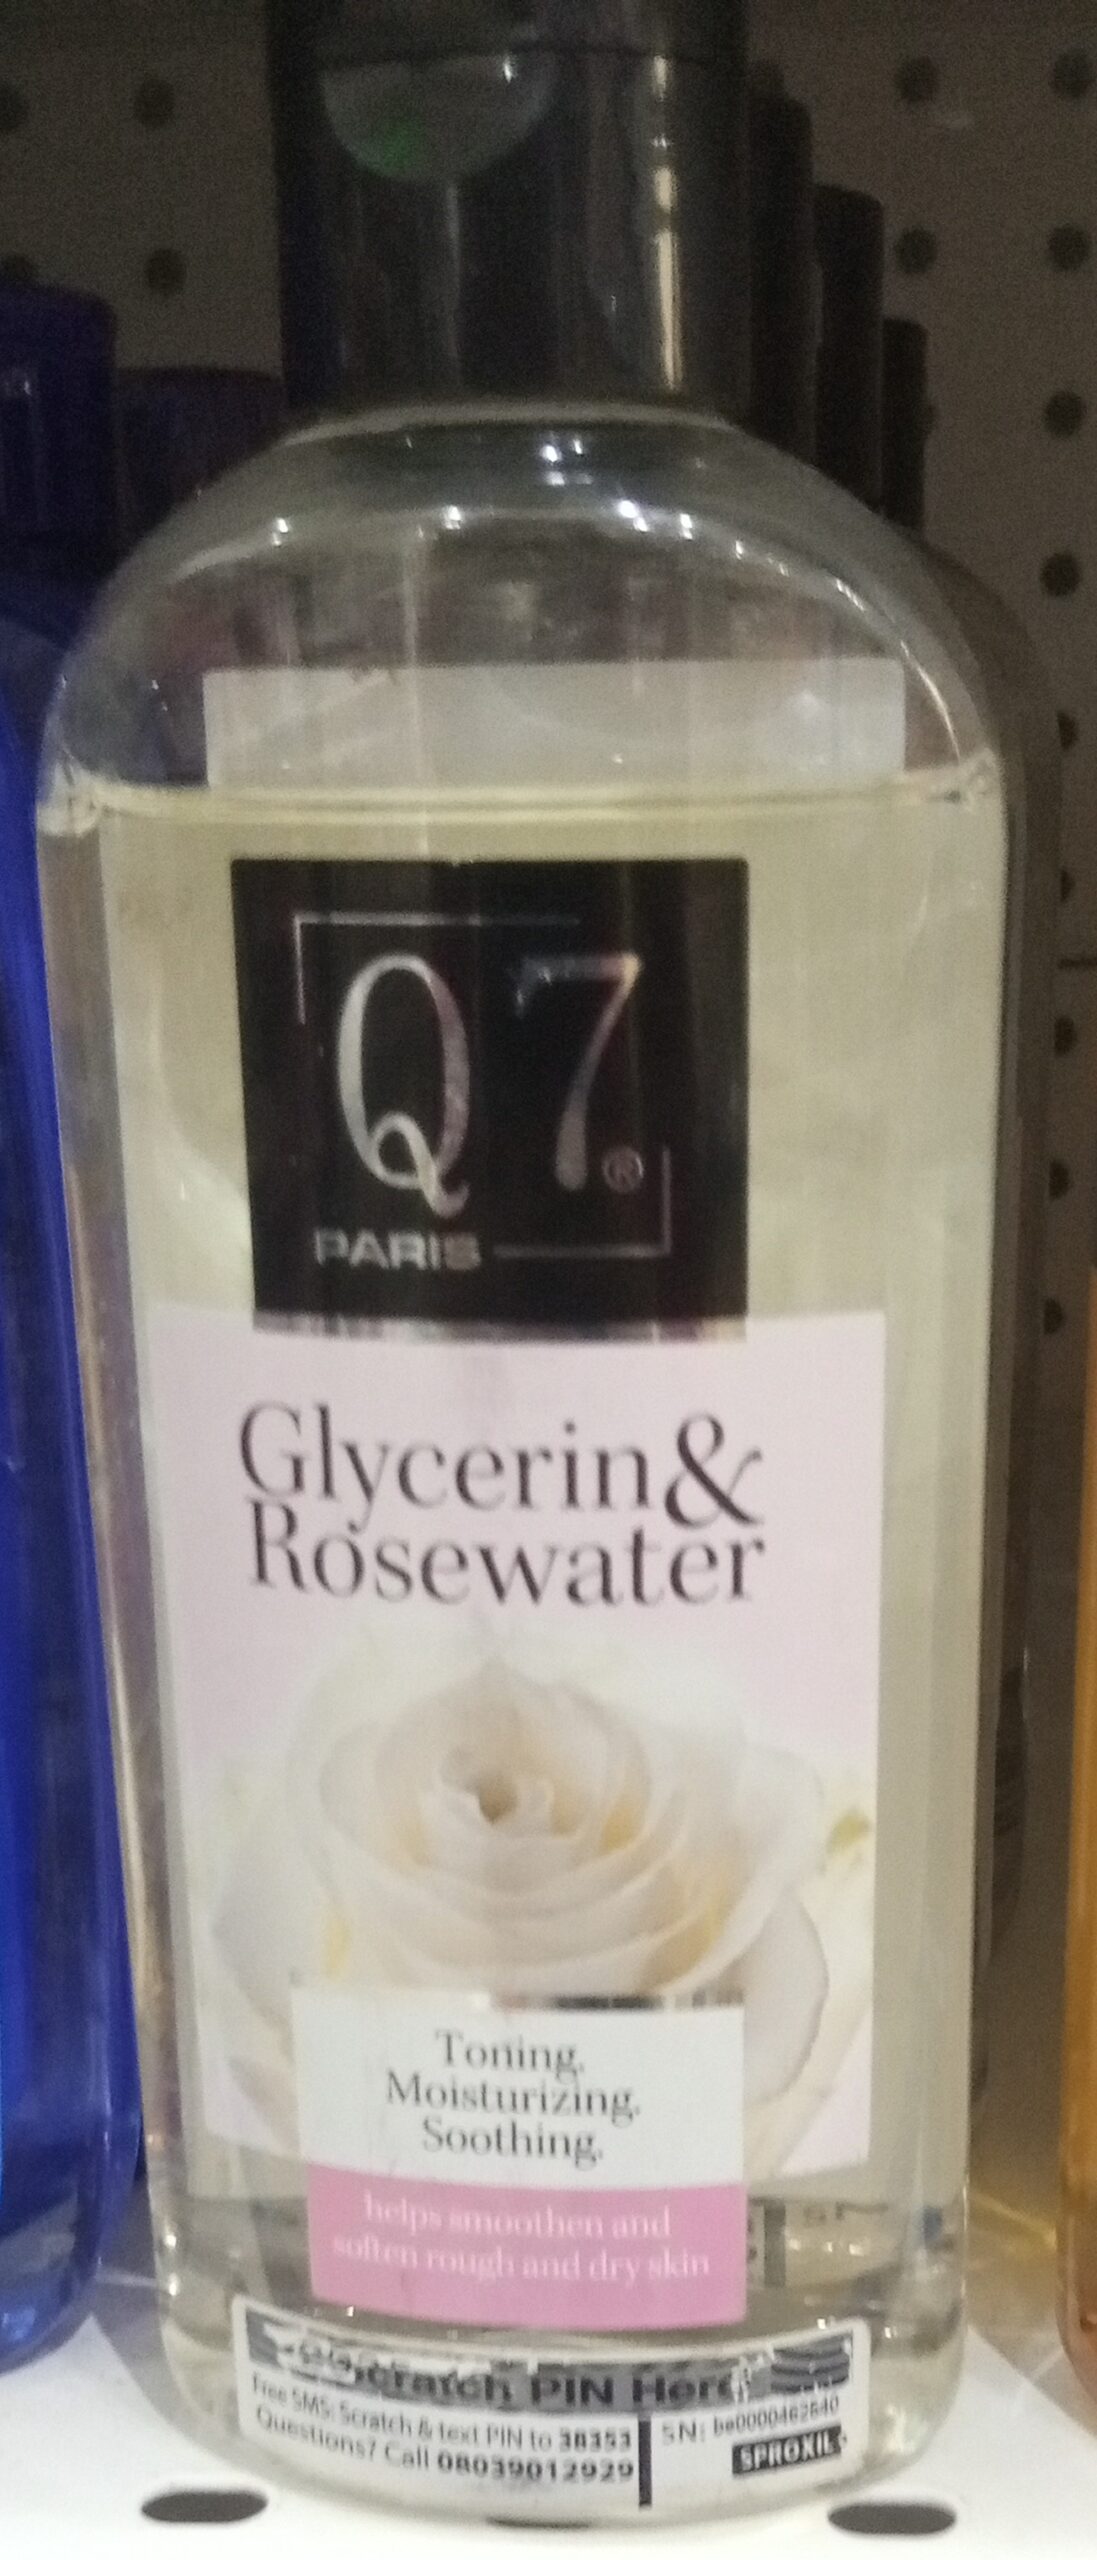 Q7®
PARIS
Glycerin&
Rosewater
Toning.
Moisturizing.
Soothing.
helps smoothen and
soften rough and dry skin
Scratch PIN Here
Free SMS: Scratch & text PIN to 38353
Questions? Call 08039012929
SN: be0000462640
SPROXIL